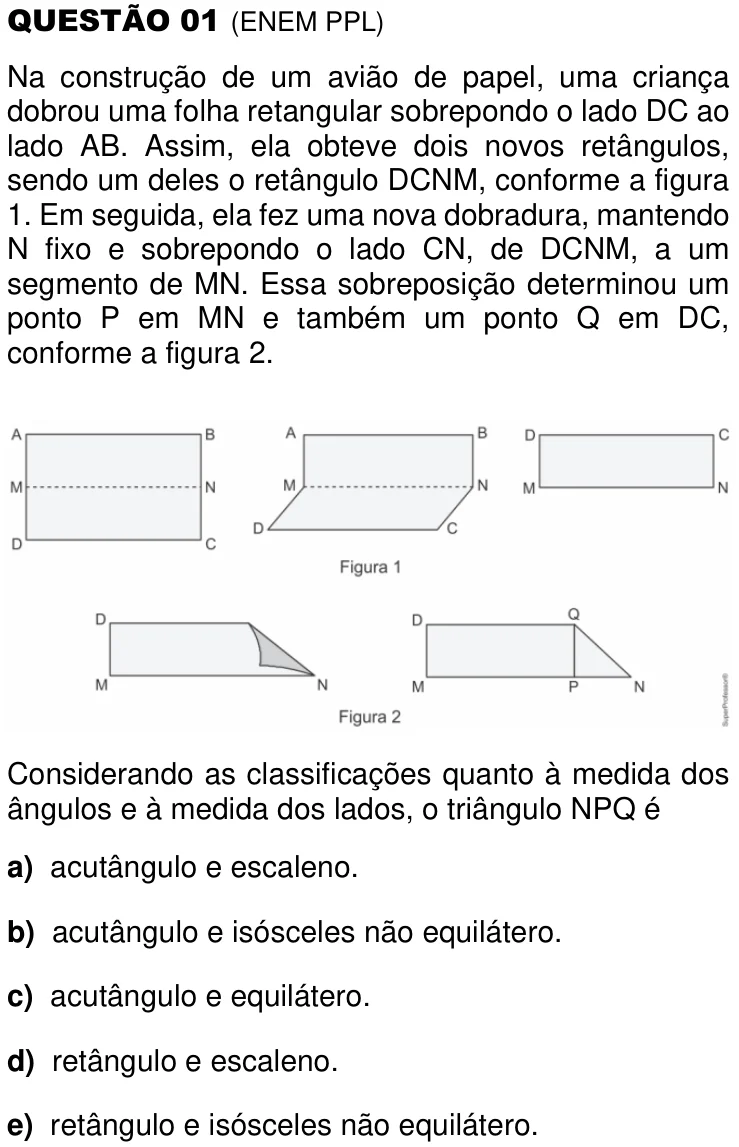 QUESTÃO 01 (ENEM PPL)
Na construção de um avião de papel, uma criança
dobrou uma folha retangular sobrepondo o lado DC ao
lado AB. Assim, ela obteve dois novos retângulos,
sendo um deles o retângulo DCNM, conforme a figura
1. Em seguida, ela fez uma nova dobradura, mantendo
N fixo e sobrepondo o lado CN, de DCNM, a um
segmento de MN. Essa sobreposição determinou um
ponto P em MN e também um ponto Q em DC,
conforme a figura 2.
A B A B D C
M N M N M N
D C D C
Figura 1
D D Q
M N M P N
Figura 2
SuperProfessor®
Considerando as classificações quanto à medida dos
ângulos e à medida dos lados, o triângulo NPQ é
a) acutângulo e escaleno.
b) acutângulo e isósceles não equilátero.
c) acutângulo e equilátero.
d) retângulo e escaleno.
e) retângulo e isósceles não equilátero.